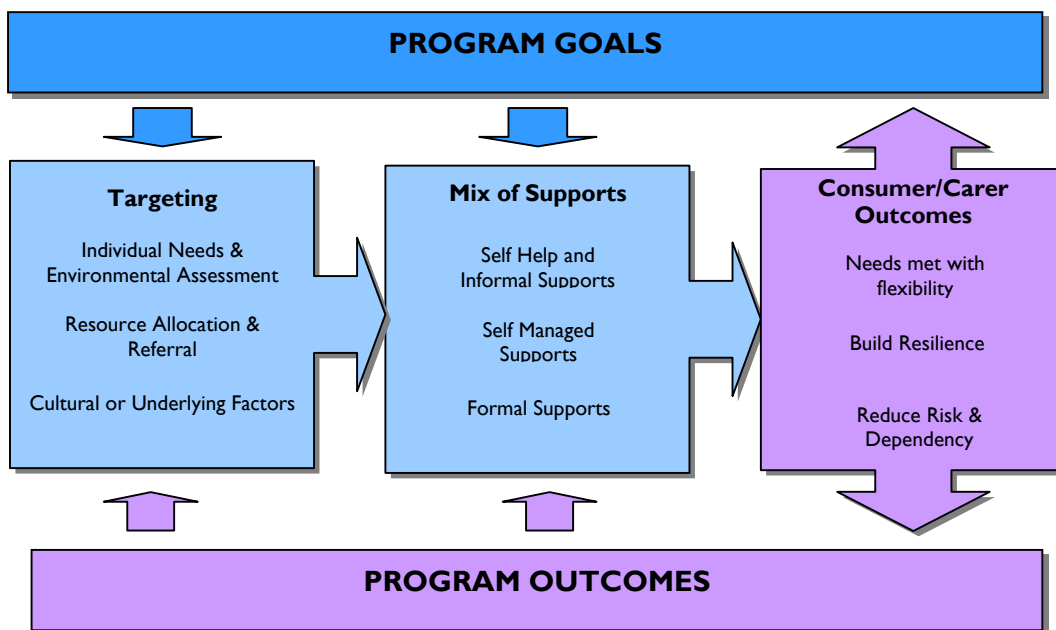 PROGRAM GOALS
Targeting
Individual Needs &
Environmental Assessment
Resource Allocation &
Referral
Cultural or Underlying Factors
Mix of Supports
Self Help and
Informal Supports
Self Managed
Supports
Formal Supports
Consumer/Carer
Outcomes
Needs met with
flexibility
Build Resilience
Reduce Risk &
Dependency
PROGRAM OUTCOMES